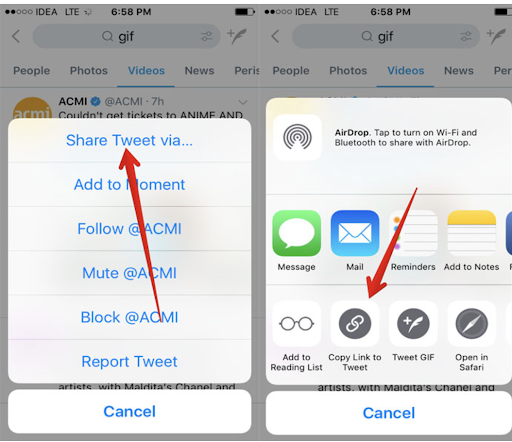 IDEA LTE 6:58 PM
gif
People Photos Videos News Peris
acmi
ACMI @ACMI · 7h
Couldn't get tickets to ANIME AND
Share Tweet via...
Add to Moment
Follow @ACMI
Mute @ACMI
Block @ACMI
Report Tweet
artists, with Maldita's Chanel and
Cancel
IDEA LTE 6:58 PM
gif
People Photos Videos News Peris
AirDrop. Tap to turn on Wi-Fi and
Bluetooth to share with AirDrop.
Message Mail Reminders Add to Notes
Add to
Reading List
Copy Link to
Tweet
Tweet GIF
Open in
Safari
artists, with Maldita's Chanel and
Cancel